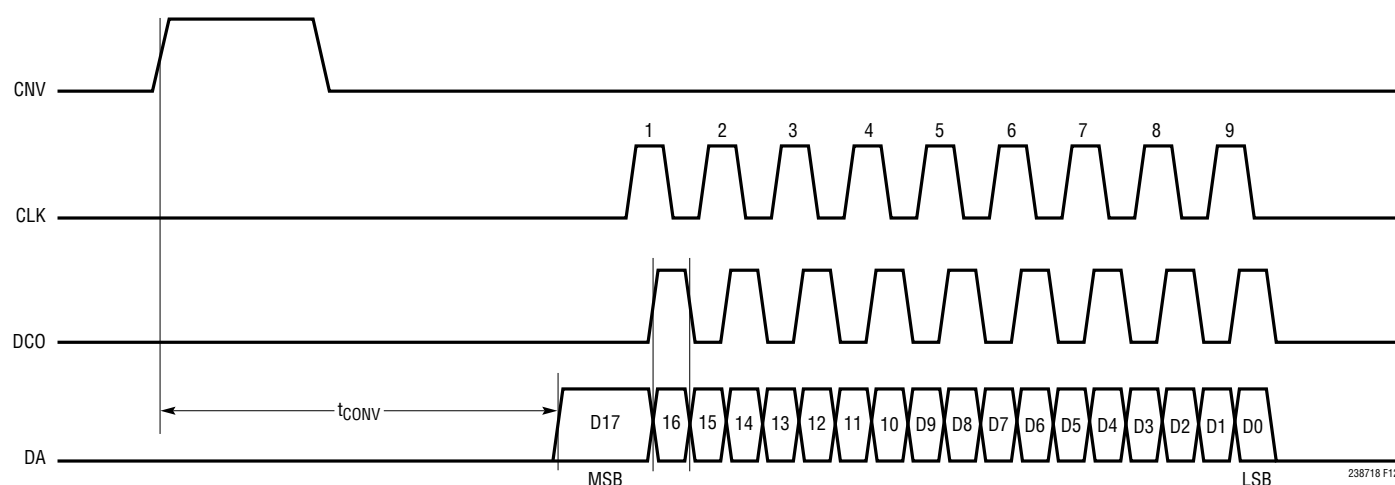 CNV
1 2 3 4 5 6 7 8 9
CLK
DCO
tCONV
D17 16 15 14 13 12 11 10 D9 D8 D7 D6 D5 D4 D3 D2 D1 D0
DA
MSB LSB
238718 F12